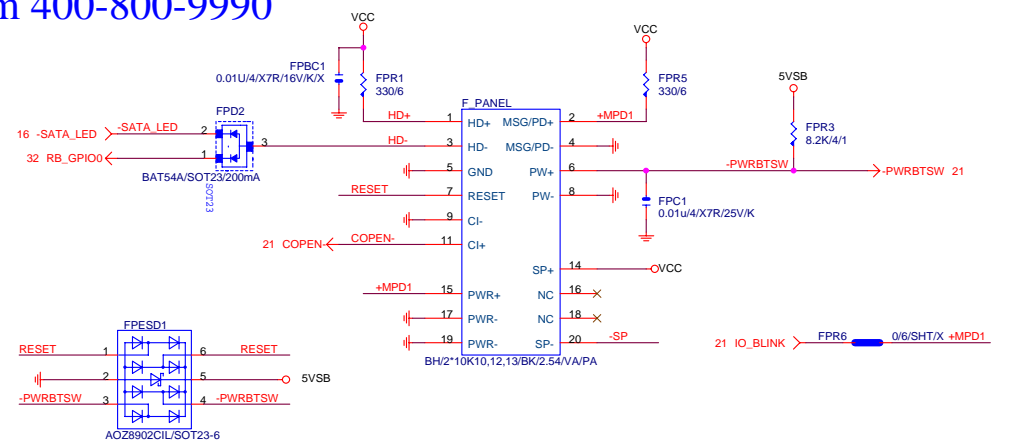 m 400-800-9990
VCC
VCC
FPBC1
0.01U/4/X7R/16V/K/X
FPR1
330/6
FPR5
330/6
5VSB
F_PANEL
FPR3
8.2K/4/1
FPD2
16 -SATA_LED
-SATA_LED
2
3
32 RB_GPIO0
1
BAT54A/SOT23/200mA
SOT23
HD+ 1 HD+ MSG/PD+ 2 +MPD1
HD- 3 HD- MSG/PD- 4
5 GND PW+ 6 -PWRBTSW -PWRBTSW 21
RESET 7 RESET PW- 8
FPC1
0.01u/4/X7R/25V/K
9 CI-
21 COPEN- COPEN- 11 CI+
SP+ 14 VCC
+MPD1 15 PWR+ NC 16
17 PWR- NC 18
19 PWR- SP- 20 -SP
BH/2*10K10,12,13/BK/2.54/VA/PA
21 IO_BLINK FPR6 0/6/SHT/X +MPD1
FPESD1
RESET 1 6 RESET
2 5 5VSB
-PWRBTSW 3 4 -PWRBTSW
AOZ8902CIL/SOT23-6